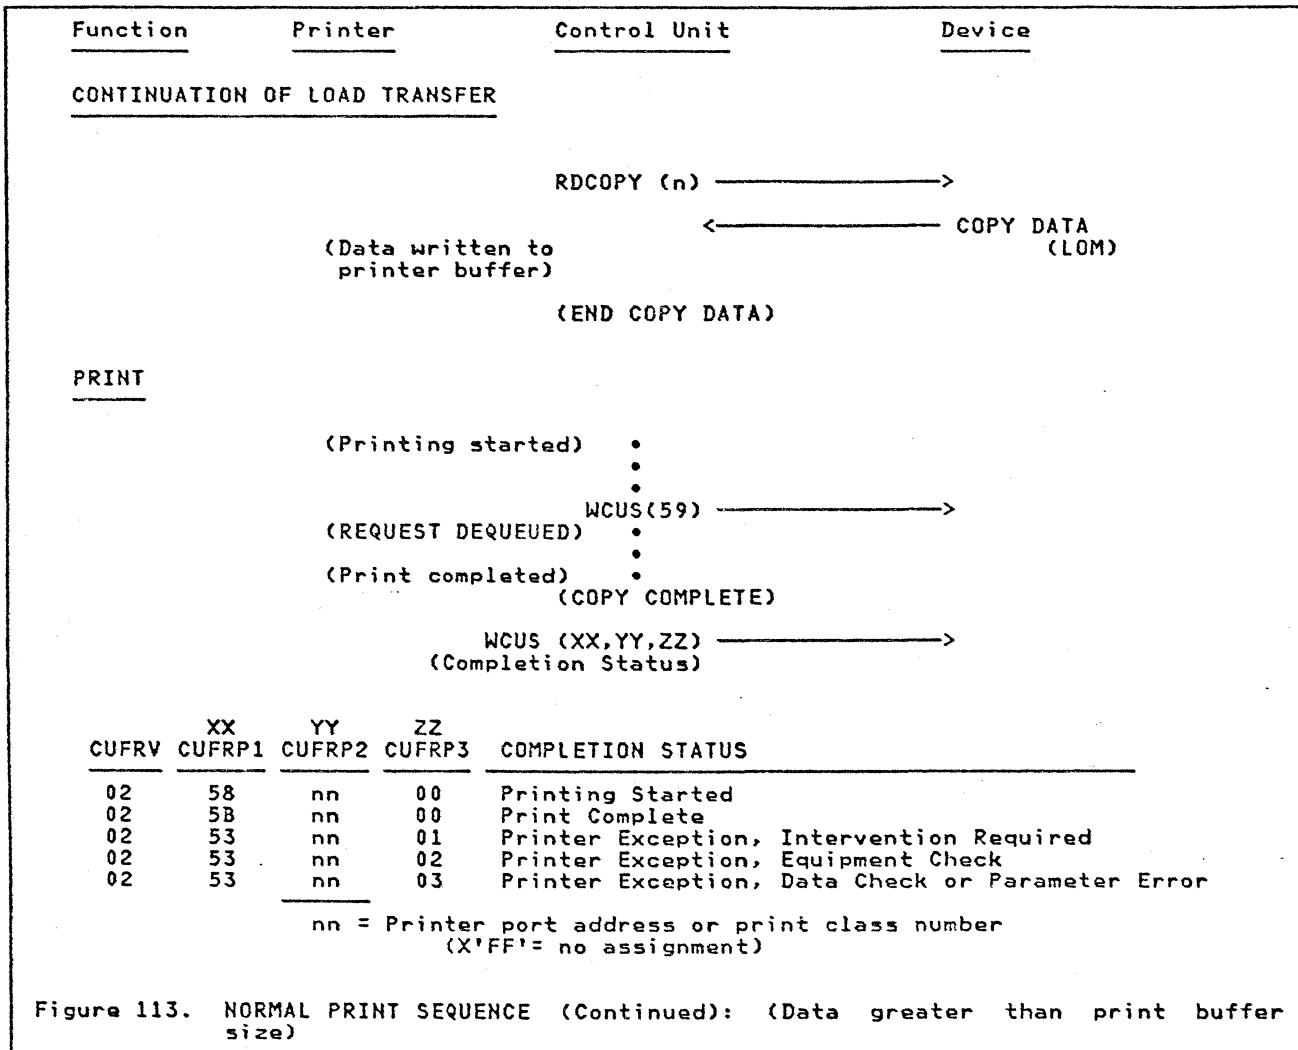 Function Printer Control Unit Device
CONTINUATION OF LOAD TRANSFER
RDCOPY (n) ————————>
<———————— COPY DATA
(Data written to (LOM)
printer buffer)
(END COPY DATA)
PRINT
(Printing started) •
•
•
WCUS(59) ————————>
(REQUEST DEQUEUED) •
•
(Print completed) •
(COPY COMPLETE)
WCUS (XX,YY,ZZ) ————————>
(Completion Status)
XX YY ZZ
CUFRV CUFRP1 CUFRP2 CUFRP3 COMPLETION STATUS
02 58 nn 00 Printing Started
02 5B nn 00 Print Complete
02 53 nn 01 Printer Exception, Intervention Required
02 53 nn 02 Printer Exception, Equipment Check
02 53 nn 03 Printer Exception, Data Check or Parameter Error
nn = Printer port address or print class number
(X'FF'= no assignment)
Figure 113. NORMAL PRINT SEQUENCE (Continued): (Data greater than print buffer
size)